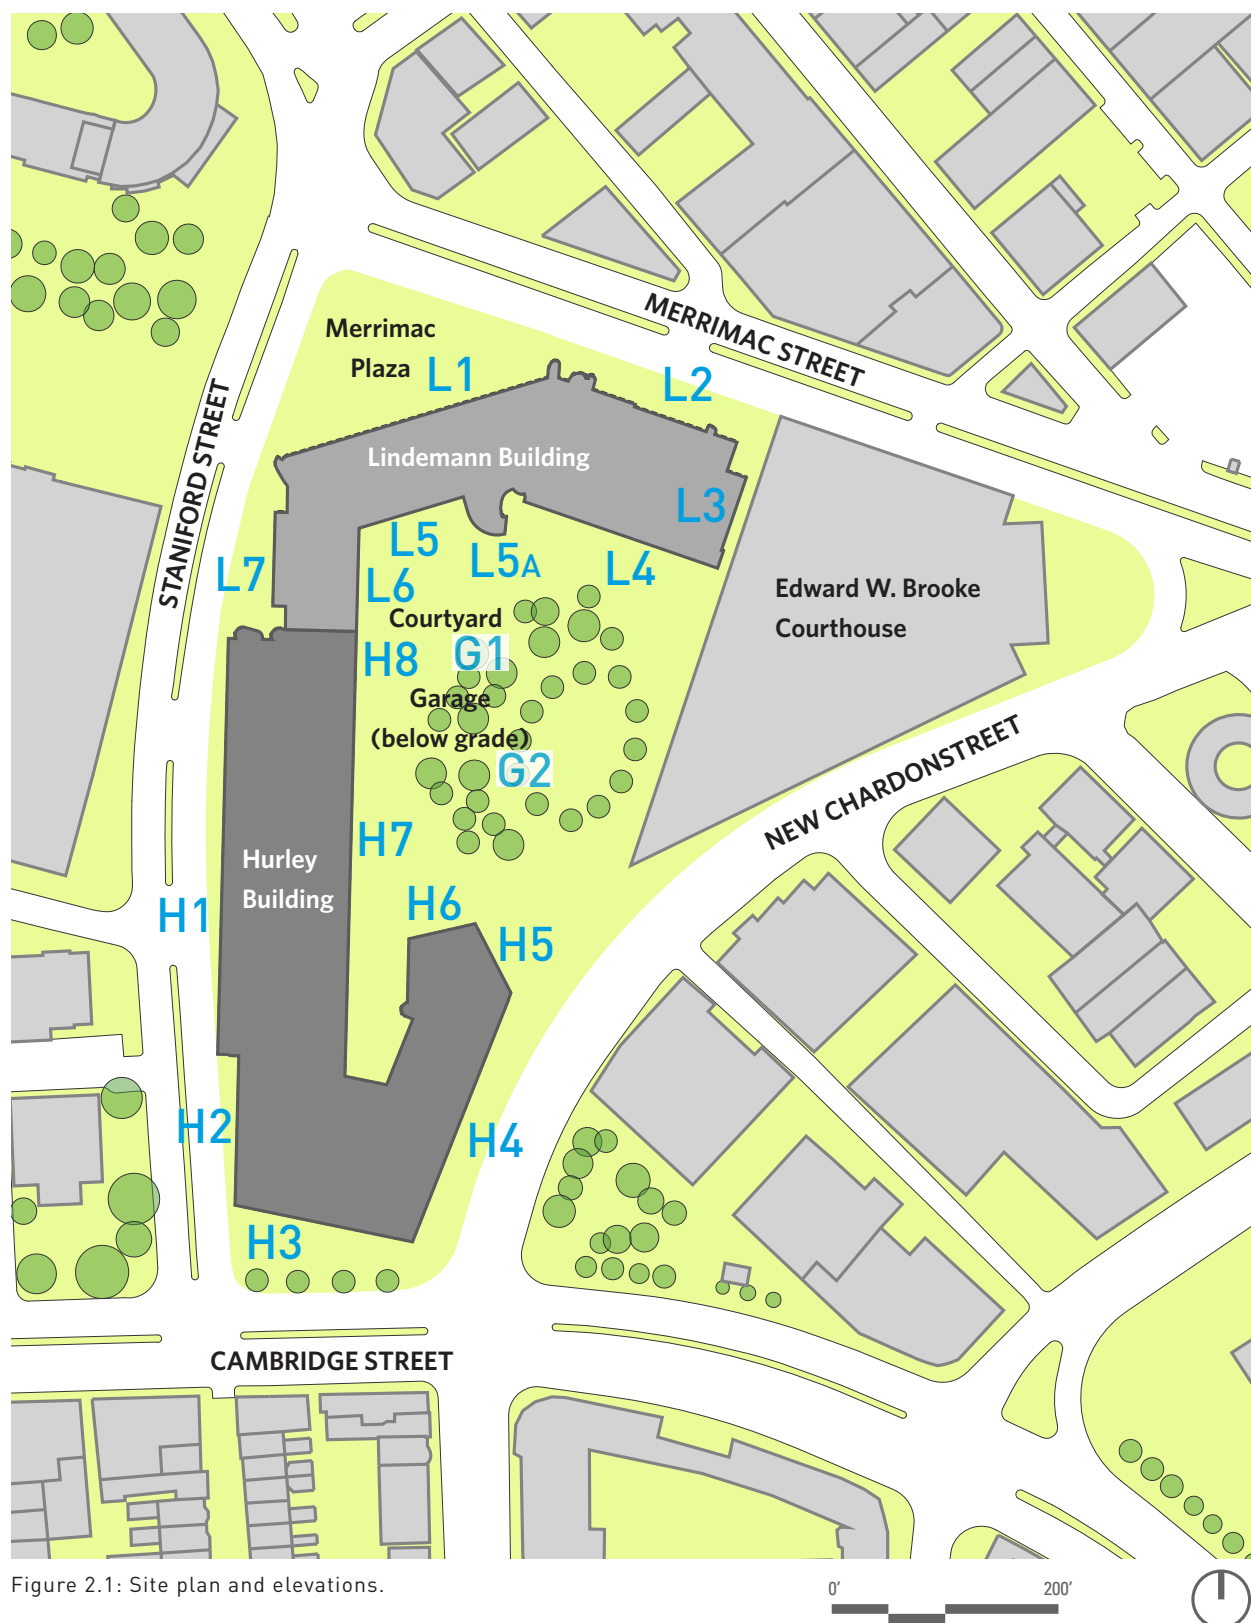 Merrimac
Plaza
L1
L2
MERRIMAC STREET
STANIFORD STREET
Lindemann Building
L3
L5
L5A
L4
L7
L6
Edward W. Brooke
Courthouse
Courtyard
H8
G1
Garage
(below grade)
G2
NEW CHARDONSTREET
H7
Hurley
Building
H1
H6
H5
H2
H4
H3
CAMBRIDGE STREET
Figure 2.1: Site plan and elevations.
0' 200'